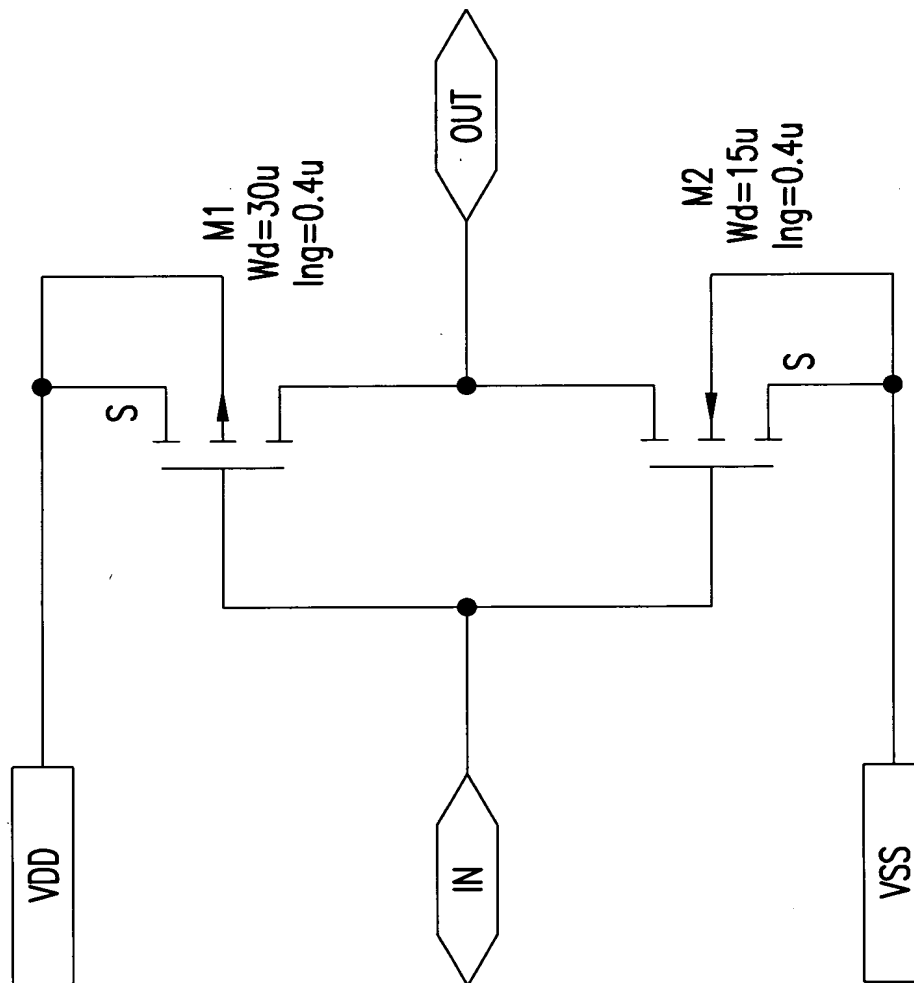 VDD
S
M1
Wd=30u
lng=0.4u
IN
OUT
VSS
S
M2
Wd=15u
lng=0.4u